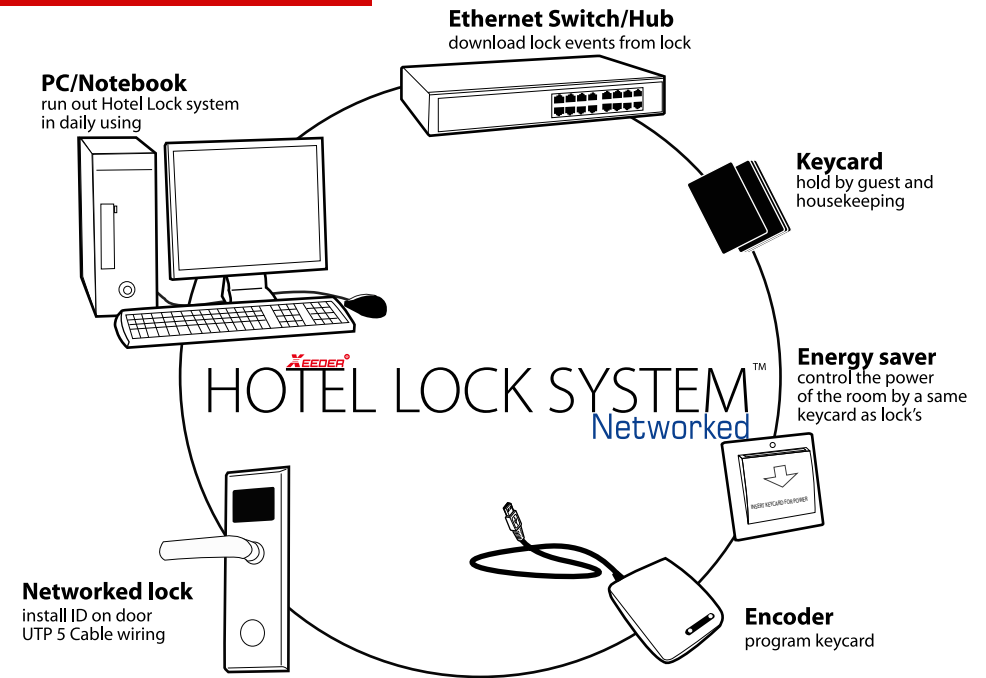 Ethernet Switch/Hub
download lock events from lock
PC/Notebook
run out Hotel Lock system
in daily using
Keycard
hold by guest and
housekeeping
XEEDER®
HOTEL LOCK SYSTEM™
Networked
Energy saver
control the power
of the room by a same
keycard as lock's
INSERT KEYCARD FOR POWER
Networked lock
install ID on door
UTP 5 Cable wiring
Encoder
program keycard